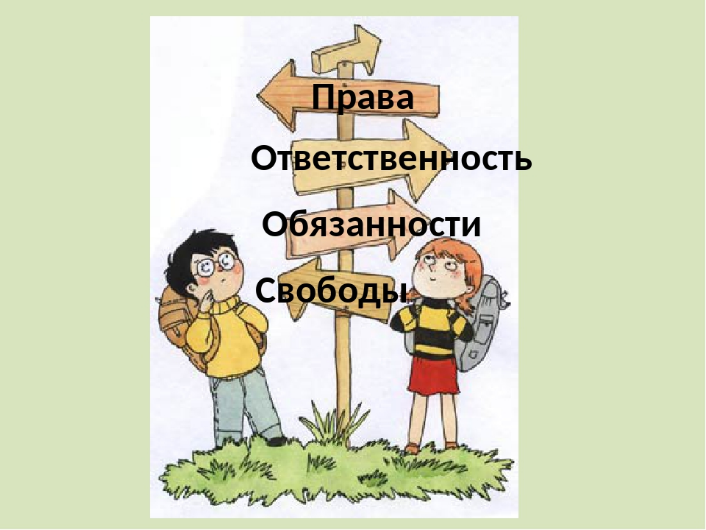 Права
Ответственность
Обязанности
Свободы